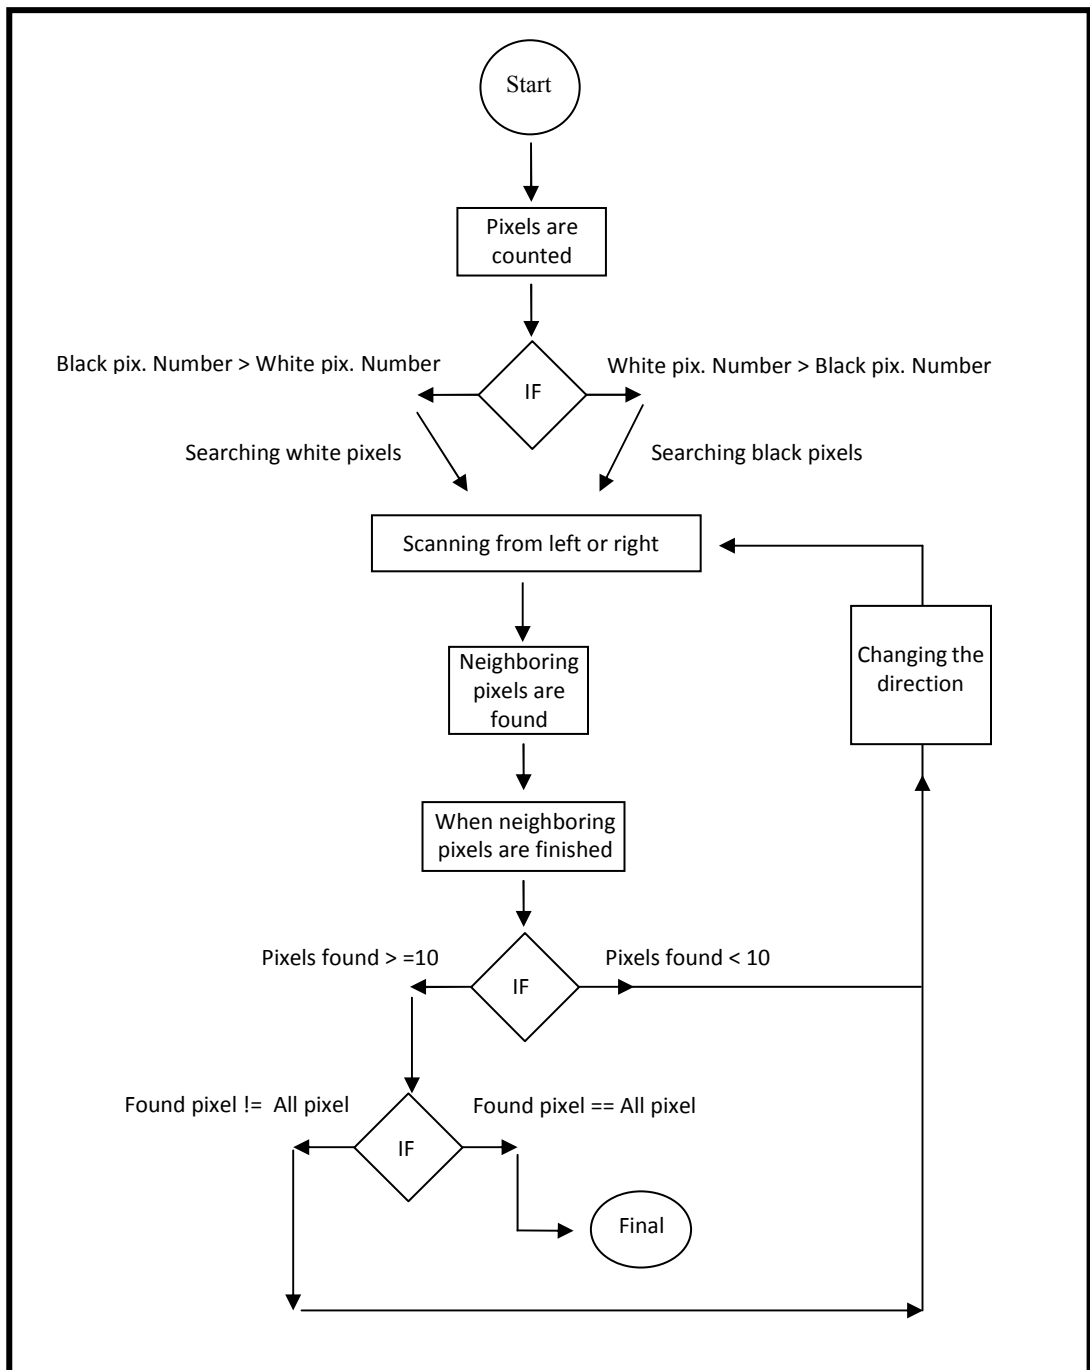 Start
Pixels are
counted
Black pix. Number > White pix. Number
IF
White pix. Number > Black pix. Number
Searching white pixels
Searching black pixels
Scanning from left or right
Neighboring
pixels are
found
Changing the
direction
When neighboring
pixels are finished
Pixels found > =10
IF
Pixels found < 10
Found pixel !=  All pixel
IF
Found pixel == All pixel
Final